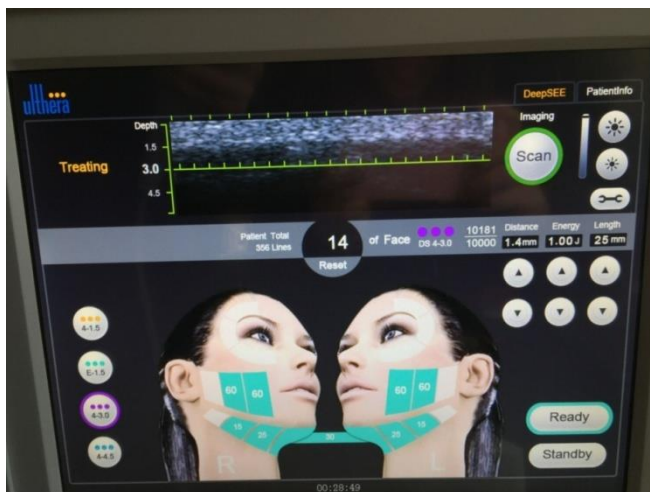 ulthera
DeepSEE
PatientInfo
Depth
1.5
Treating
3.0
4.5
Imaging
Scan
Patient Total
356 Lines
14
Reset
of Face
DS 4-3.0
10181
10000
Distance
1.4mm
Energy
1.00 J
Length
25 mm
4-1.5
E-1.5
4-3.0
4-4.5
60 60
15 25
R
30
60 60
25 15
L
Ready
Standby
00:28:49